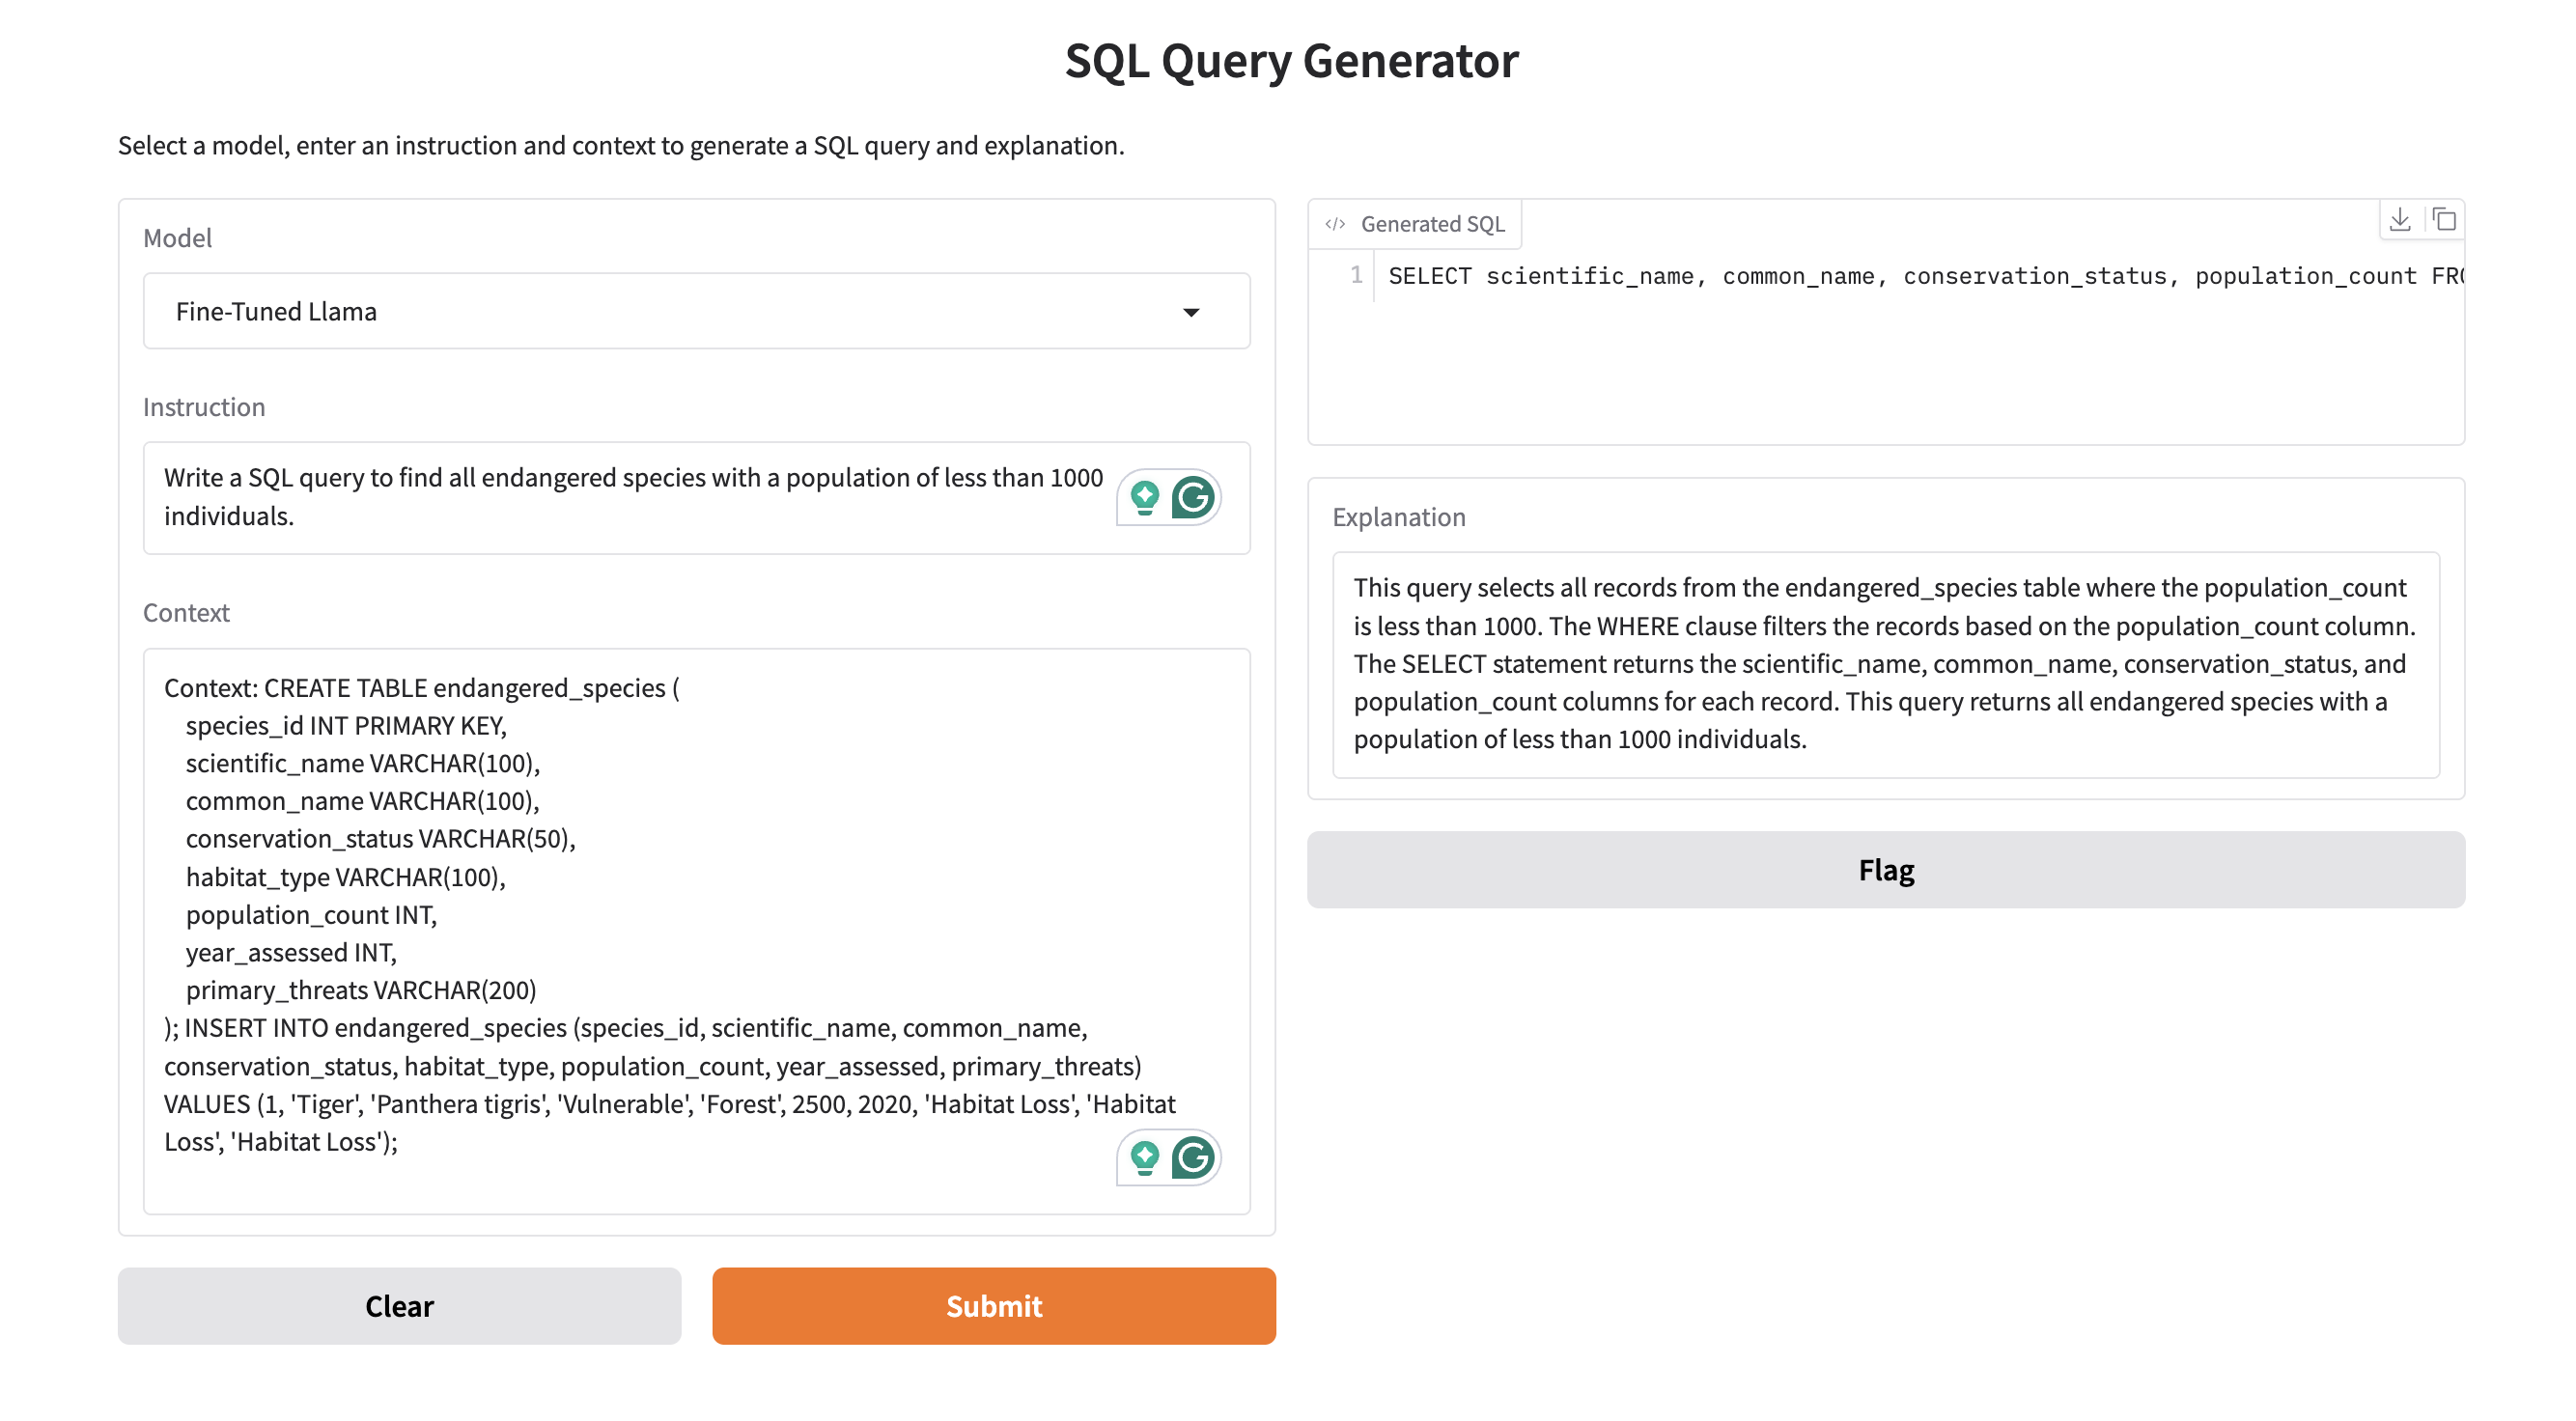 SQL Query Generator
Select a model, enter an instruction and context to generate a SQL query and explanation.
Model
Fine-Tuned Llama
Instruction
Write a SQL query to find all endangered species with a population of less than 1000
individuals.
Context
Context: CREATE TABLE endangered_species (
species_id INT PRIMARY KEY,
scientific_name VARCHAR(100),
common_name VARCHAR(100),
conservation_status VARCHAR(50),
habitat_type VARCHAR(100),
population_count INT,
year_assessed INT,
primary_threats VARCHAR(200)
); INSERT INTO endangered_species (species_id, scientific_name, common_name,
conservation_status, habitat_type, population_count, year_assessed, primary_threats)
VALUES (1, 'Tiger', 'Panthera tigris', 'Vulnerable', 'Forest', 2500, 2020, 'Habitat Loss', 'Habitat
Loss', 'Habitat Loss');
Clear
Submit
</> Generated SQL
1 SELECT scientific_name, common_name, conservation_status, population_count
Explanation
This query selects all records from the endangered_species table where the population_count
is less than 1000. The WHERE clause filters the records based on the population_count column.
The SELECT statement returns the scientific_name, common_name, conservation_status, and
population_count columns for each record. This query returns all endangered species with a
population of less than 1000 individuals.
Flag